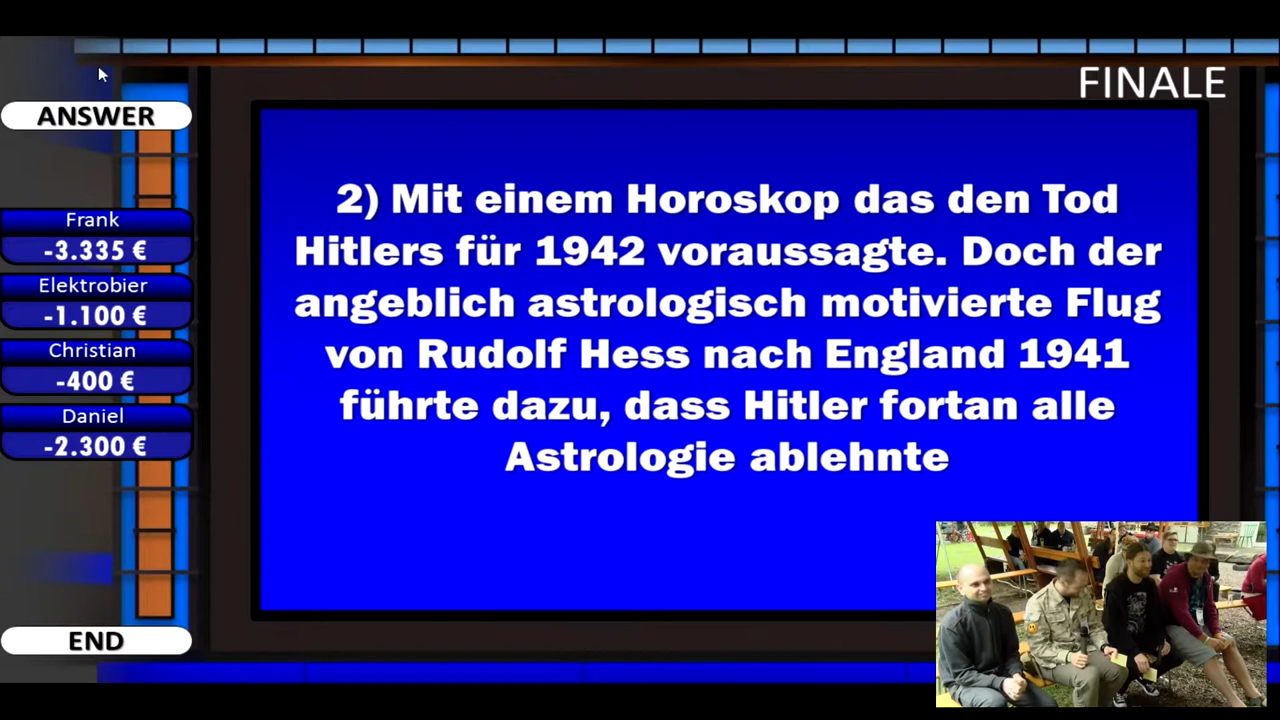 FINALE
ANSWER
Frank
-3.335 €
Elektrobier
-1.100 €
Christian
-400 €
Daniel
-2.300 €
END
2) Mit einem Horoskop das den Tod
Hitlers für 1942 voraussagte. Doch der
angeblich astrologisch motivierte Flug
von Rudolf Hess nach England 1941
führte dazu, dass Hitler fortan alle
Astrologie ablehnte